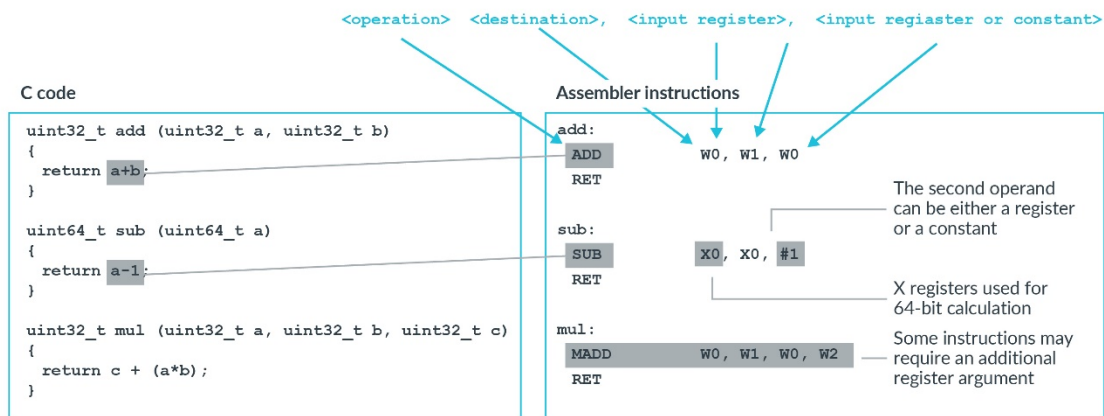 <operation> <destination>, <input register>, <input regiaster or constant>
C code
uint32_t add (uint32_t a, uint32_t b)
{
return a+b;
}
uint64_t sub (uint64_t a)
{
return a-1;
}
uint32_t mul (uint32_t a, uint32_t b, uint32_t c)
{
return c + (a*b);
}
Assembler instructions
add:
ADD W0, W1, W0
RET
sub:
SUB X0, X0, #1
RET
mul:
MADD W0, W1, W0, W2
RET
The second operand
can be either a register
or a constant
X registers used for
64-bit calculation
Some instructions may
require an additional
register argument